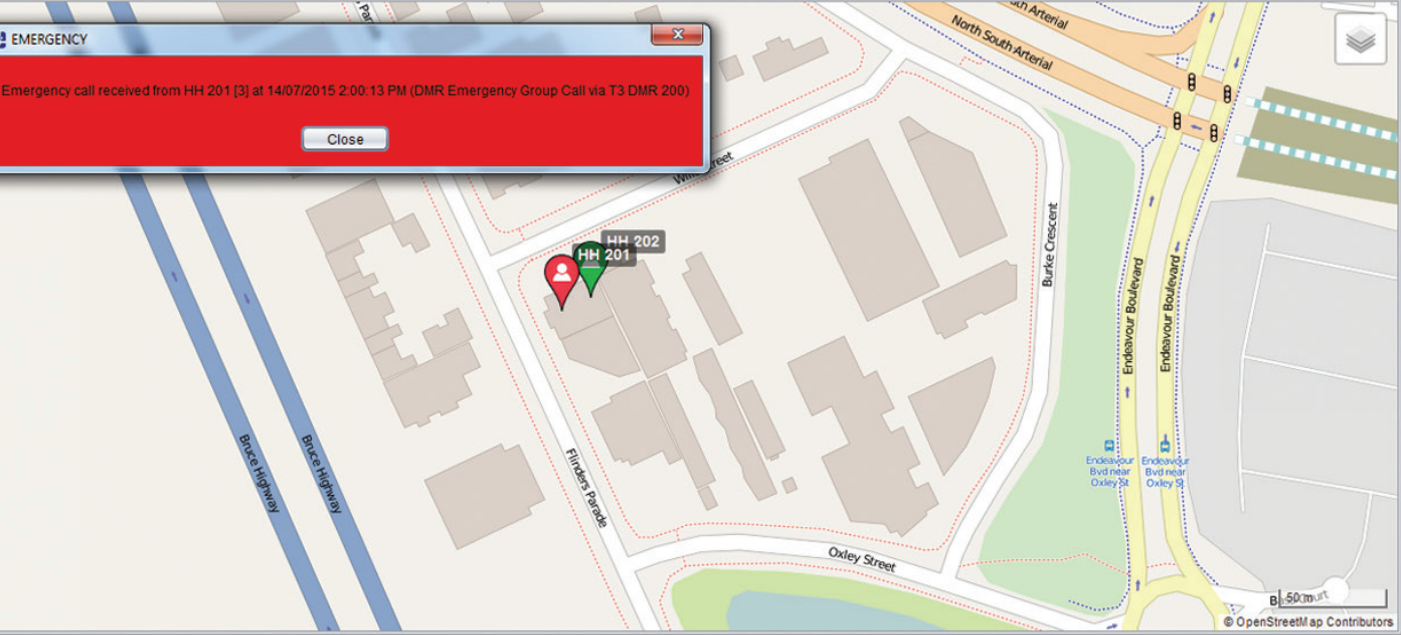 EMERGENCY
Emergency call received from HH 201 [3] at 14/07/2015 2:00:13 PM (DMR Emergency Group Call via T3 DMR 200)
Close
Arterial
North South Arterial
HH 202
HH 201
Burke Crescent
Endeavour Boulevard
Endeavour Boulevard
Bruce Highway
Bruce Highway
Flinders Parade
Endeavour
Bvd near
Oxley St
Endeavour
Bvd near
Oxley St
Oxley Street
50 m
© OpenStreetMap Contributors